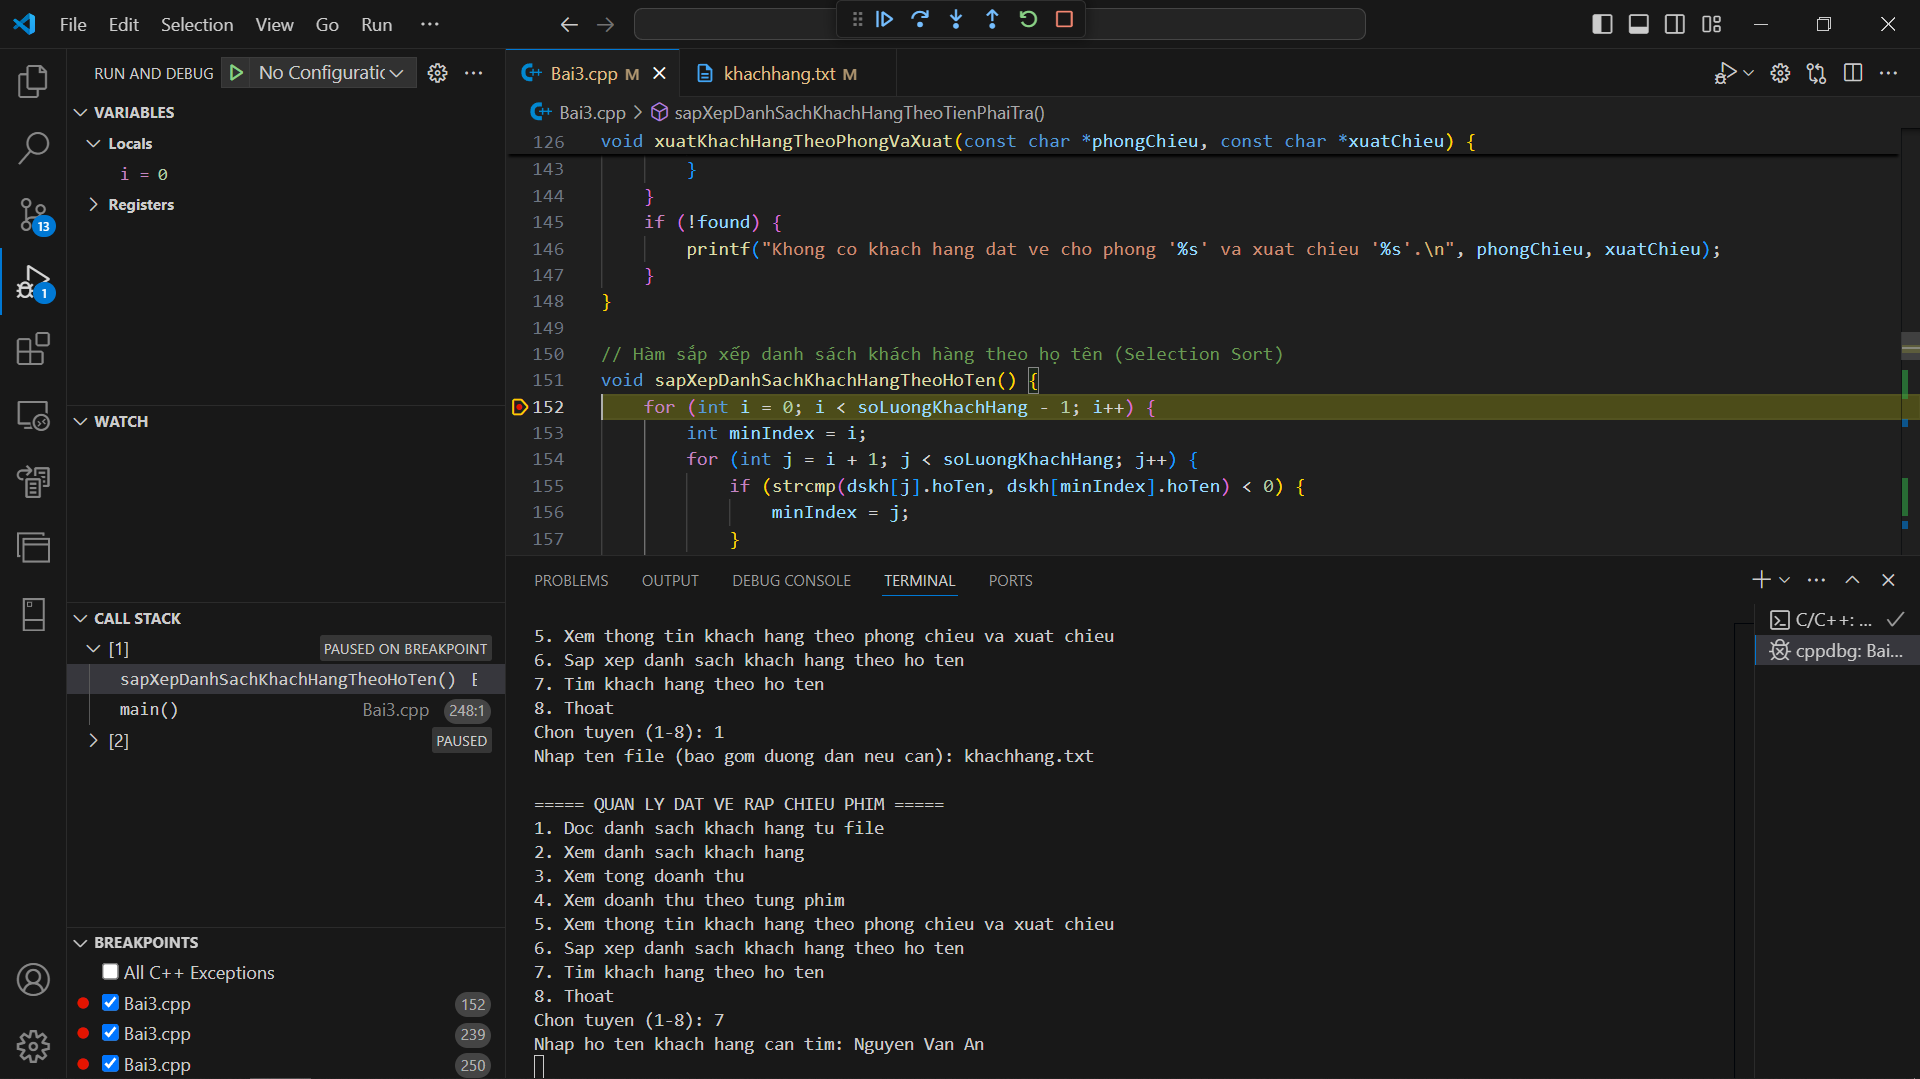 File Edit Selection View Go Run ···
RUN AND DEBUG No Configuratic
VARIABLES
Locals
i = 0
Registers
WATCH
CALL STACK
[1] PAUSED ON BREAKPOINT
sapXepDanhSachKhachHangTheoHoTen()
main() Bai3.cpp 248:1
[2] PAUSED
BREAKPOINTS
All C++ Exceptions
Bai3.cpp 152
Bai3.cpp 239
Bai3.cpp 250
13
1
Bai3.cpp M khachhang.txt M
Bai3.cpp > sapXepDanhSachKhachHangTheoTienPhaiTra()
126 void xuatKhachHangTheoPhongVaXuat(const char *phongChieu, const char *xuatChieu) {
143 }
144 }
145 if (!found) {
146 printf("Khong co khach hang dat ve cho phong '%s' va xuat chieu '%s'.\n", phongChieu, xuatChieu);
147 }
148 }
149
150 // Hàm sắp xếp danh sách khách hàng theo họ tên (Selection Sort)
151 void sapXepDanhSachKhachHangTheoHoTen() {
152 for (int i = 0; i < soLuongKhachHang - 1; i++) {
153 int minIndex = i;
154 for (int j = i + 1; j < soLuongKhachHang; j++) {
155 if (strcmp(dskh[j].hoTen, dskh[minIndex].hoTen) < 0) {
156 minIndex = j;
157 }
PROBLEMS OUTPUT DEBUG CONSOLE TERMINAL PORTS
5. Xem thong tin khach hang theo phong chieu va xuat chieu
6. Sap xep danh sach khach hang theo ho ten
7. Tim khach hang theo ho ten
8. Thoat
Chon tuyen (1-8): 1
Nhap ten file (bao gom duong dan neu can): khachhang.txt
===== QUAN LY DAT VE RAP CHIEU PHIM =====
1. Doc danh sach khach hang tu file
2. Xem danh sach khach hang
3. Xem tong doanh thu
4. Xem doanh thu theo tung phim
5. Xem thong tin khach hang theo phong chieu va xuat chieu
6. Sap xep danh sach khach hang theo ho ten
7. Tim khach hang theo ho ten
8. Thoat
Chon tuyen (1-8): 7
Nhap ho ten khach hang can tim: Nguyen Van An
C/C++: ...
cppdbg: Bai...